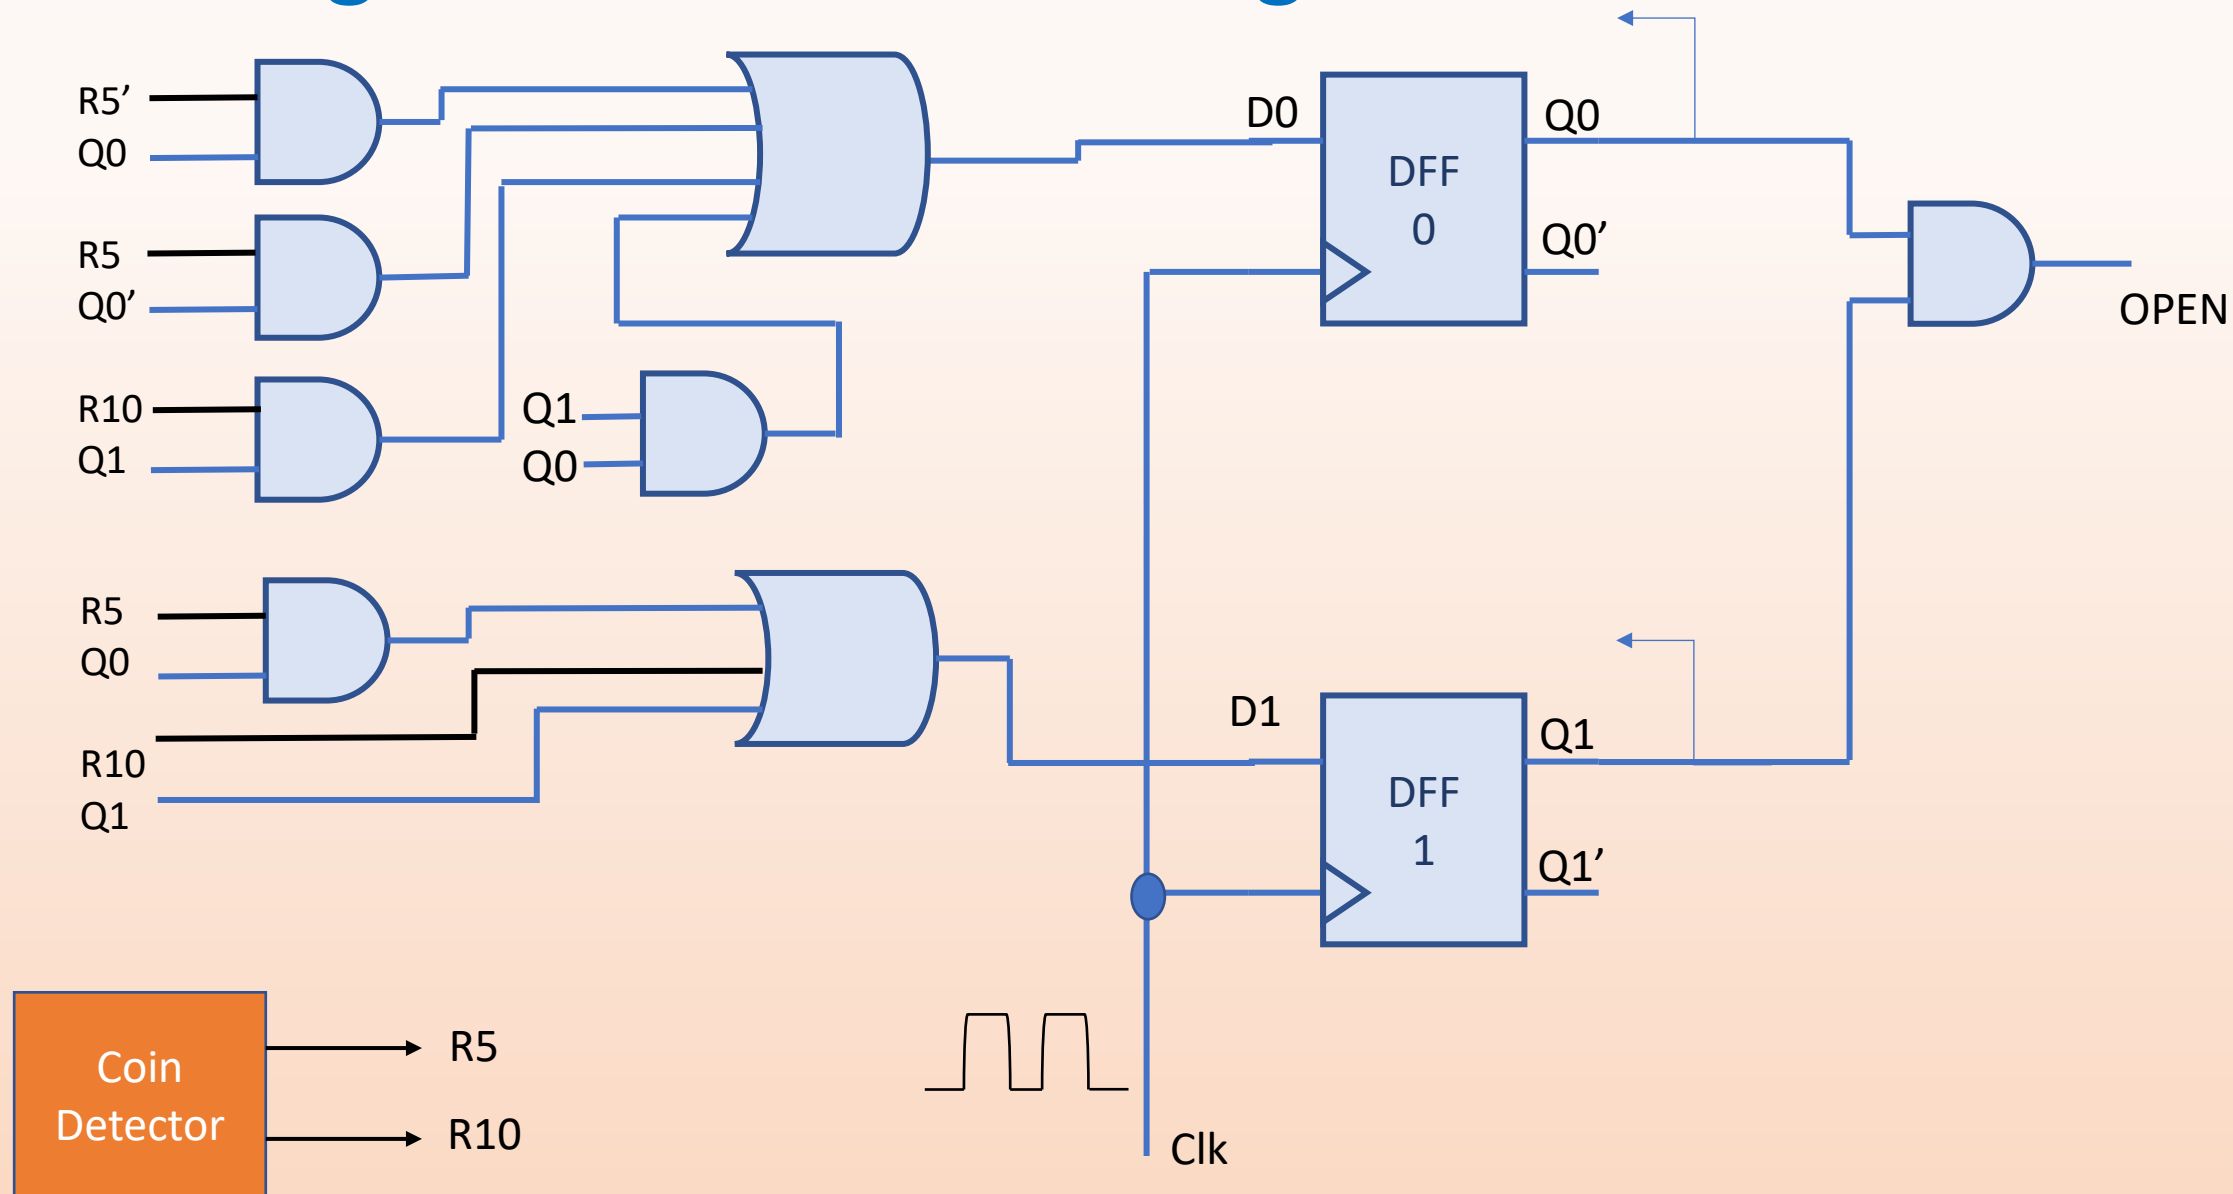 R5’
Q0
R5
Q0’
R10
Q1
Q1
Q0
D0
DFF
0
Q0
Q0’
OPEN
R5
Q0
R10
Q1
D1
DFF
1
Q1
Q1’
Coin
Detector
R5
R10
Clk